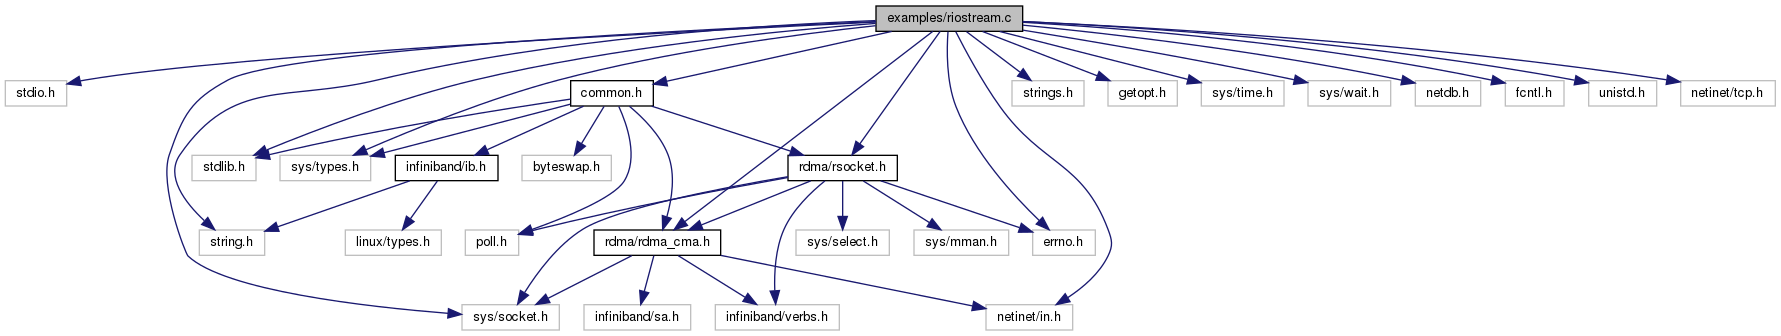 examples/riostream.c
stdio.h
common.h
strings.h
getopt.h
sys/time.h
sys/wait.h
netdb.h
fcntl.h
unistd.h
netinet/tcp.h
stdlib.h
sys/types.h
infiniband/ib.h
byteswap.h
rdma/rsocket.h
string.h
linux/types.h
poll.h
rdma/rdma_cma.h
sys/select.h
sys/mman.h
errno.h
sys/socket.h
infiniband/sa.h
infiniband/verbs.h
netinet/in.h